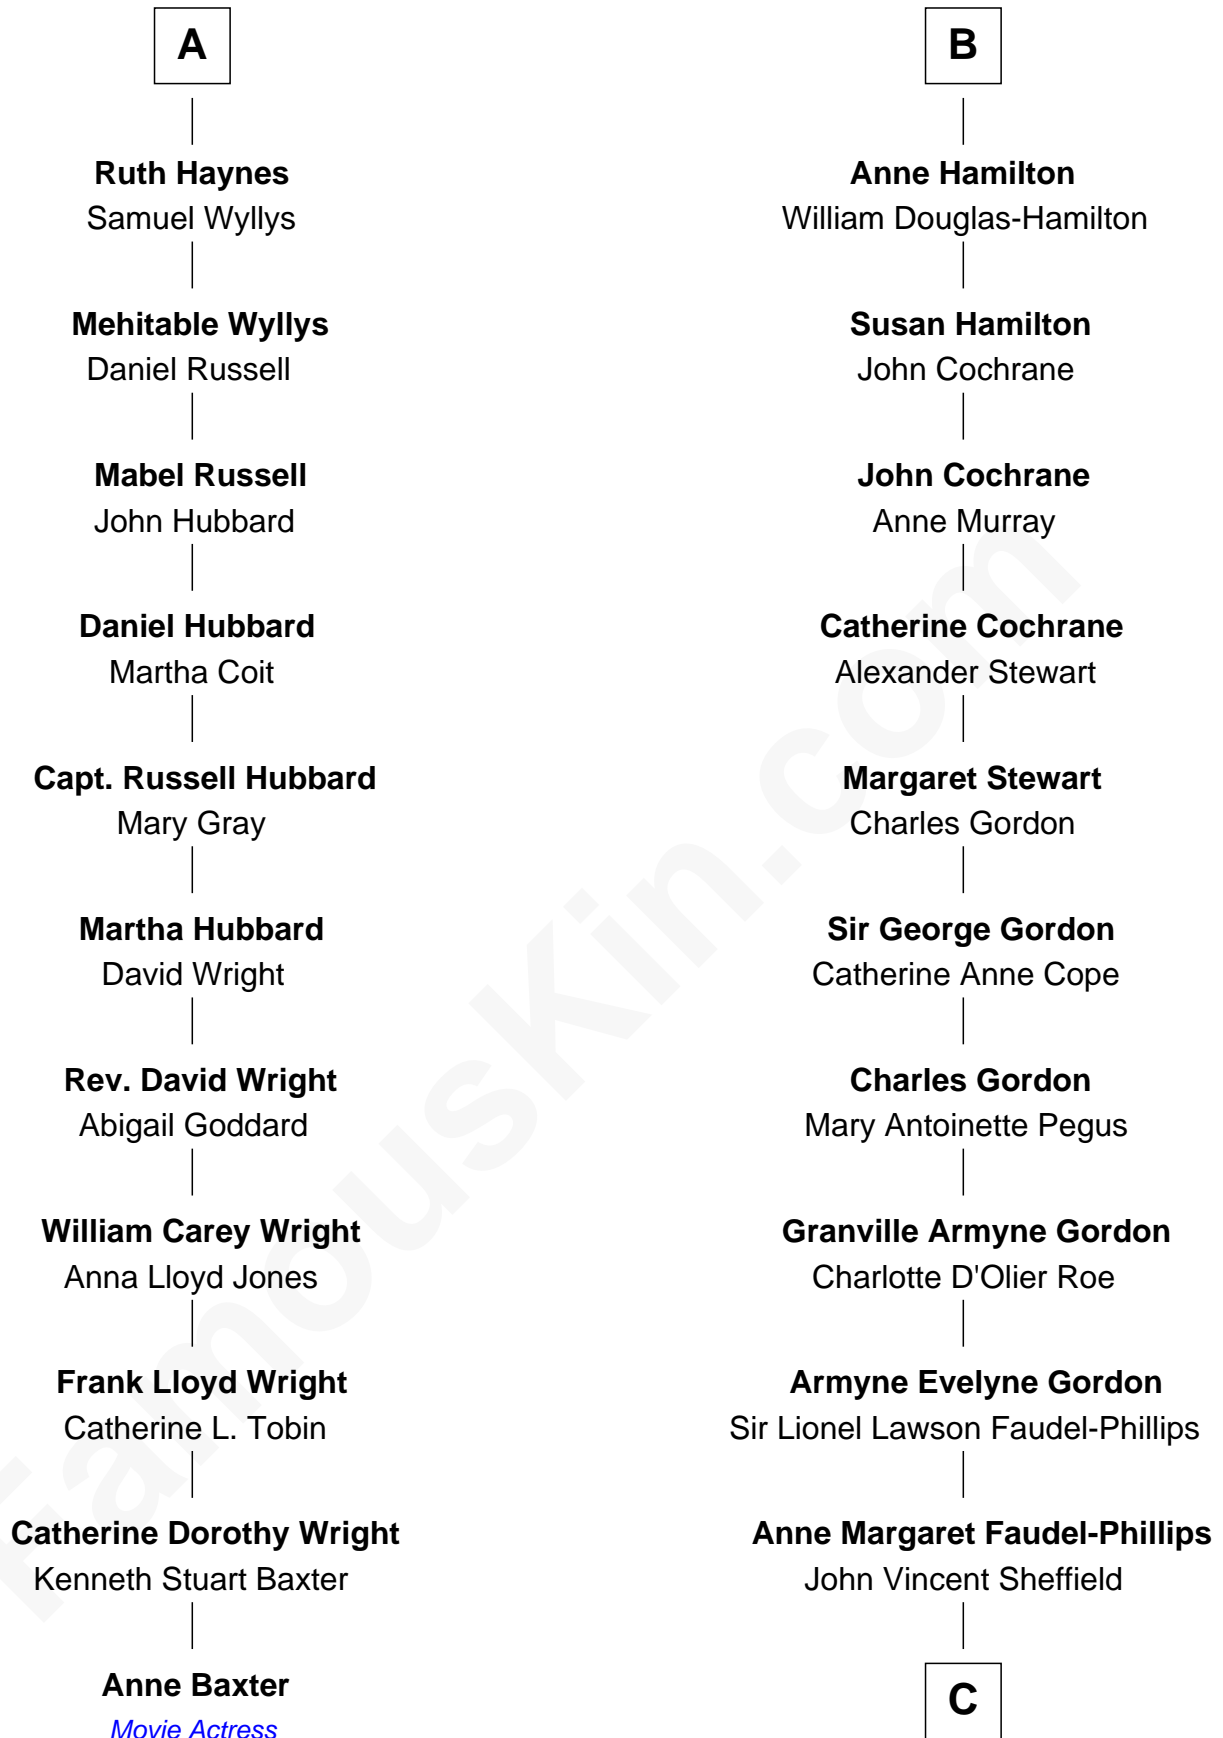 A
Ruth Haynes
Samuel Wyllys
Mehitable Wyllys
Daniel Russell
Mabel Russell
John Hubbard
Daniel Hubbard
Martha Coit
Capt. Russell Hubbard
Mary Gray
Martha Hubbard
David Wright
Rev. David Wright
Abigail Goddard
William Carey Wright
Anna Lloyd Jones
Frank Lloyd Wright
Catherine L. Tobin
Catherine Dorothy Wright
Kenneth Stuart Baxter
Anne Baxter
Movie Actress
B
Anne Hamilton
William Douglas-Hamilton
Susan Hamilton
John Cochrane
John Cochrane
Anne Murray
Catherine Cochrane
Alexander Stewart
Margaret Stewart
Charles Gordon
Sir George Gordon
Catherine Anne Cope
Charles Gordon
Mary Antoinette Pegus
Granville Armyne Gordon
Charlotte D'Olier Roe
Armyne Evelyne Gordon
Sir Lionel Lawson Faudel-Phillips
Anne Margaret Faudel-Phillips
John Vincent Sheffield
C
FamousKin.com